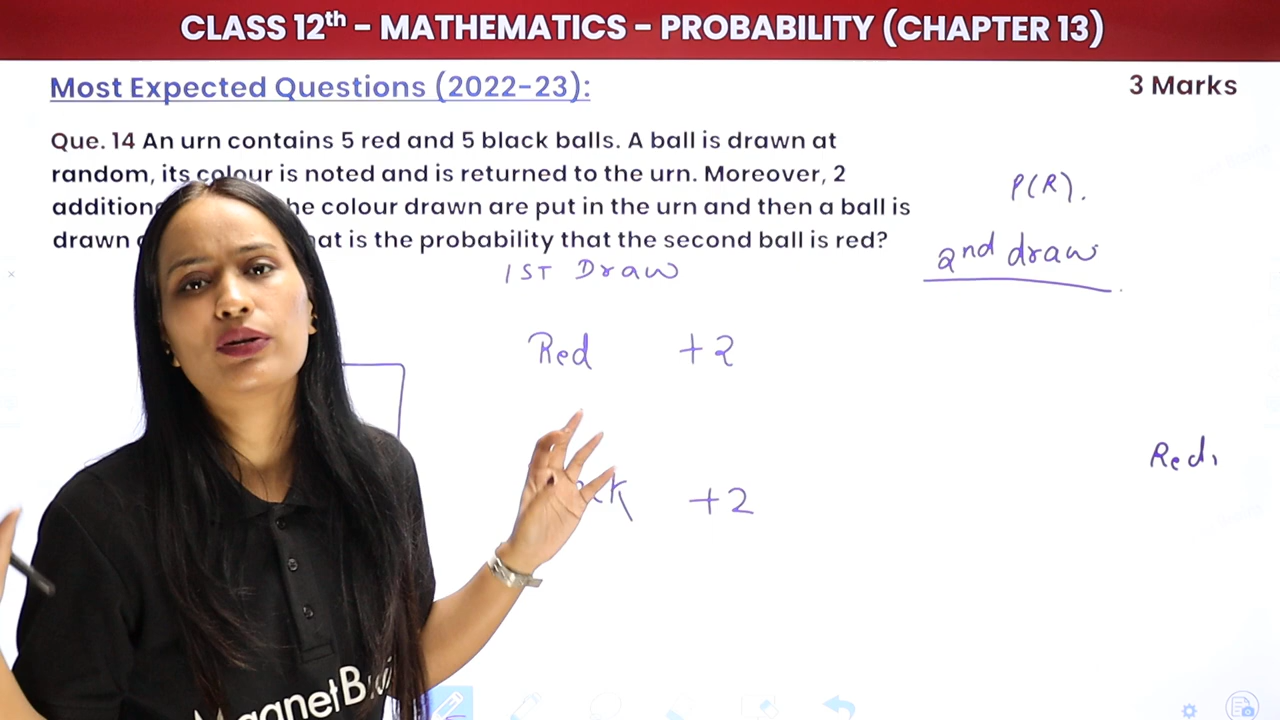 CLASS 12th - MATHEMATICS - PROBABILITY (CHAPTER 13)
Most Expected Questions (2022-23):
3 Marks
Que. 14 An urn contains 5 red and 5 black balls. A ball is drawn at
random, its colour is noted and is returned to the urn. Moreover, 2
he colour drawn are put in the urn and then a ball is
drawn at is the probability that the second ball is red?
P(R).
2nd draw
1ST Draw
Red +2
Red,
+2